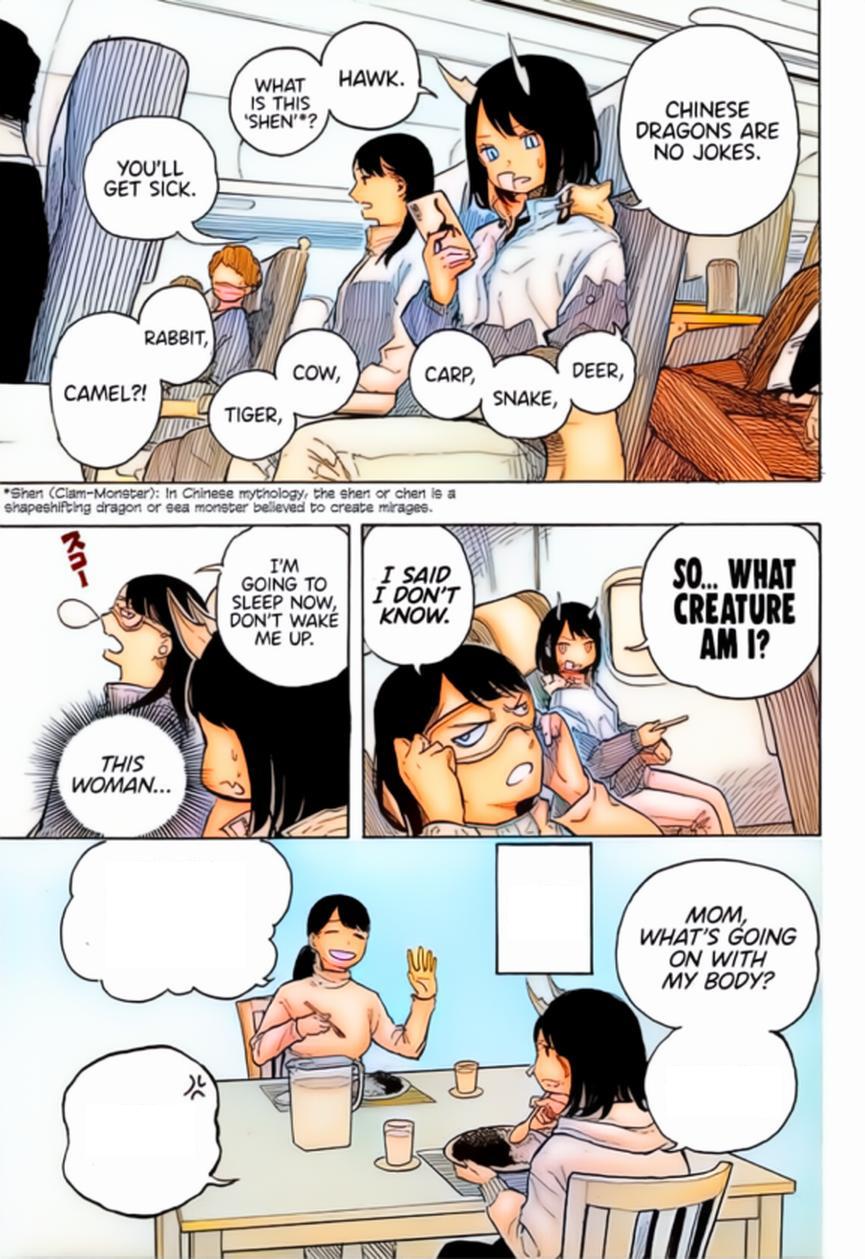 CHINESE
DRAGONS ARE
NO JOKES.
HAWK.
WHAT
IS THIS
'SHEN'*?
YOU'LL
GET SICK.
DEER,
SNAKE,
CARP,
COW,
TIGER,
RABBIT,
CAMEL?!
*Shen (Clam-Monster): In Chinese mythology, the shen or chen is a
shapeshifting dragon or sea monster believed to create mirages.
SO... WHAT
CREATURE
AM I?
I SAID
I DON'T
KNOW.
I'M
GOING TO
SLEEP NOW,
DON'T WAKE
ME UP.
スコー
THIS
WOMAN...
MOM,
WHAT'S GOING
ON WITH
MY BODY?